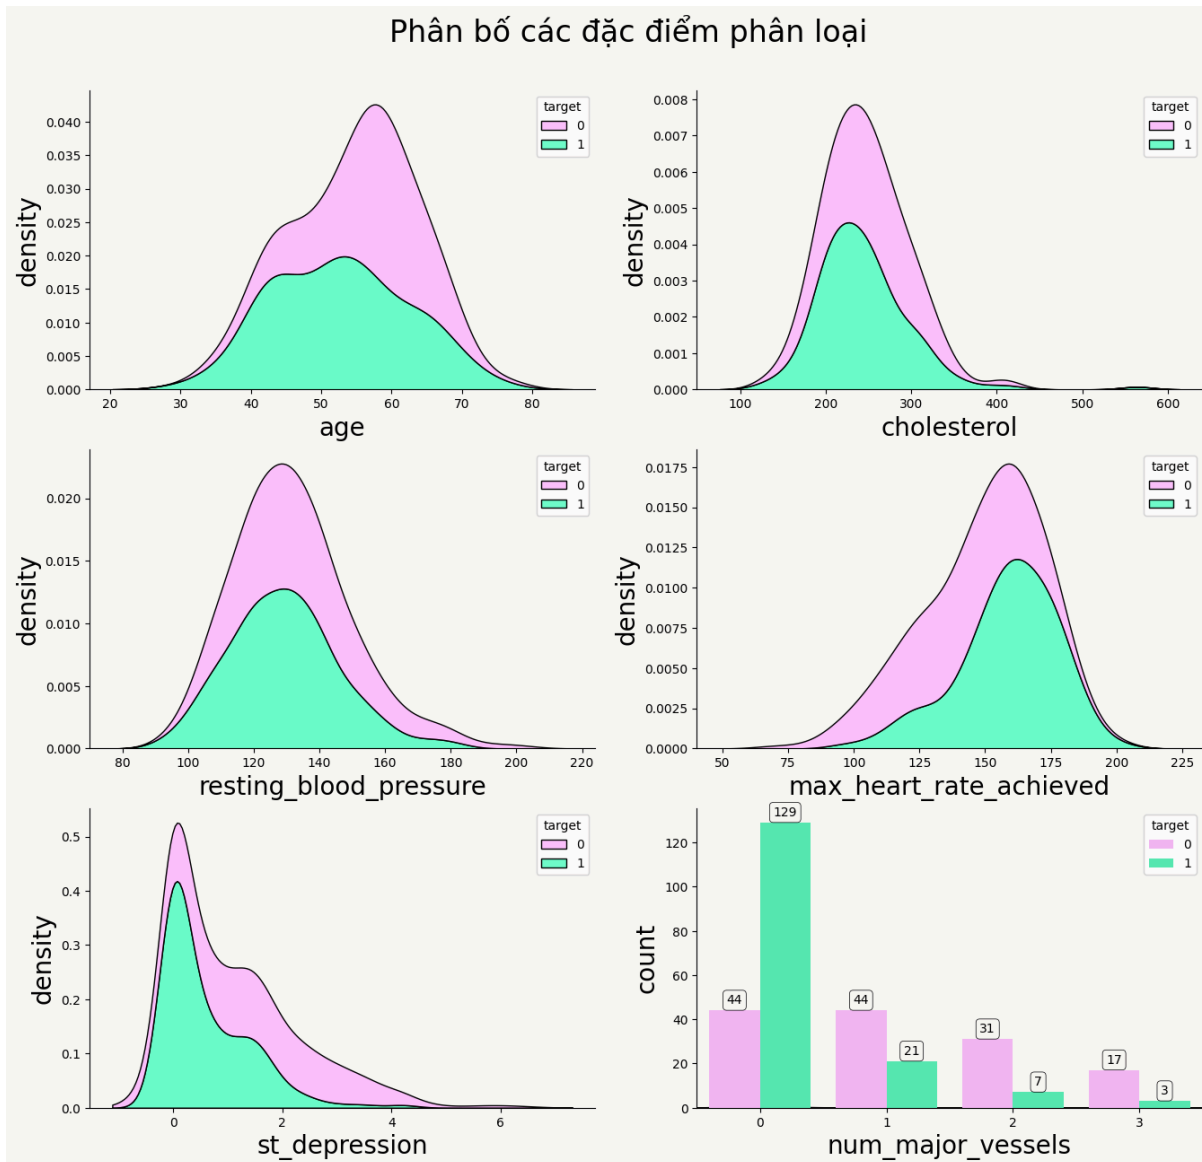 Phân bố các đặc điểm phân loại
density
0.040
0.035
0.030
0.025
0.020
0.015
0.010
0.005
0.000
target
0
1
20 30 40 50 60 70 80
age
density
0.008
0.007
0.006
0.005
0.004
0.003
0.002
0.001
0.000
target
0
1
100 200 300 400 500 600
cholesterol
density
0.020
0.015
0.010
0.005
0.000
target
0
1
80 100 120 140 160 180 200 220
resting_blood_pressure
density
0.0175
0.0150
0.0125
0.0100
0.0075
0.0050
0.0025
0.0000
target
0
1
50 75 100 125 150 175 200 225
max_heart_rate_achieved
density
0.5
0.4
0.3
0.2
0.1
0.0
target
0
1
0 2 4 6
st_depression
count
120
100
80
60
40
20
0
target
0
1
44 129 44 21 31 7 17 3
0 1 2 3
num_major_vessels